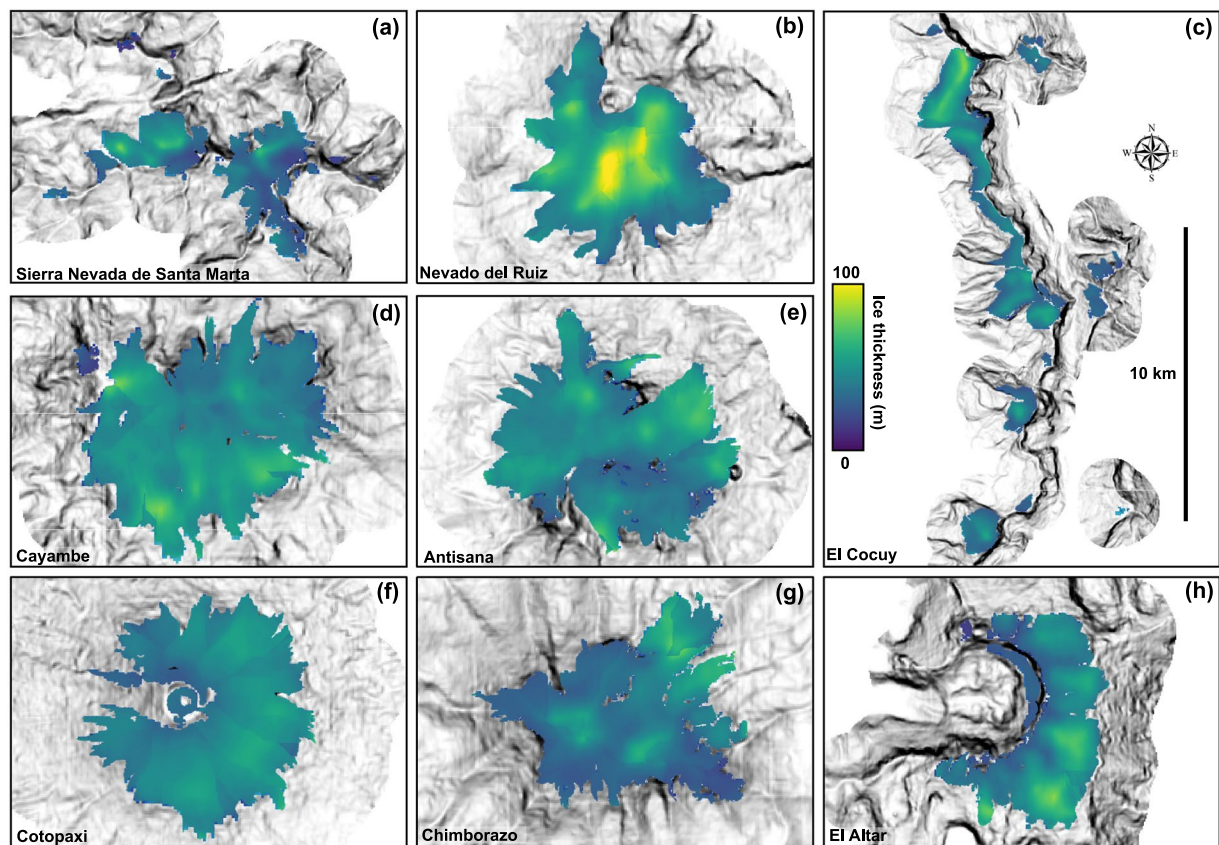 (a)
Sierra Nevada de Santa Marta
(b)
Nevado del Ruiz
(c)
N
W E
S
100
Ice thickness (m)
0
10 km
El Cocuy
(d)
Cayambe
(e)
Antisana
(f)
Cotopaxi
(g)
Chimborazo
(h)
El Altar